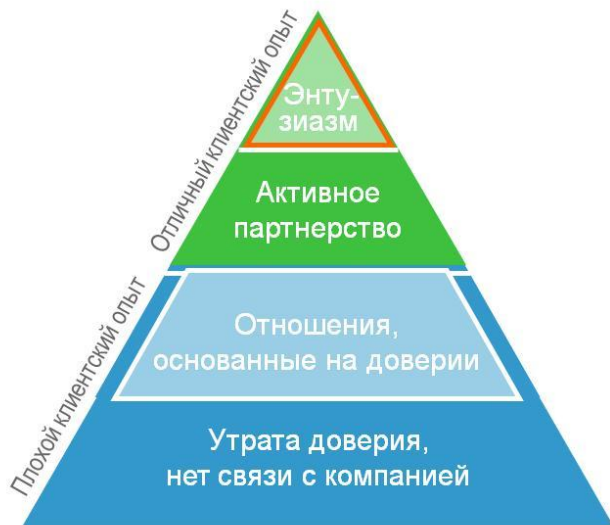 Отличный клиентский опыт
Энту-
зиазм
Активное
партнерство
Плохой клиентский опыт
Отношения,
основанные на доверии
Утрата доверия,
нет связи с компанией